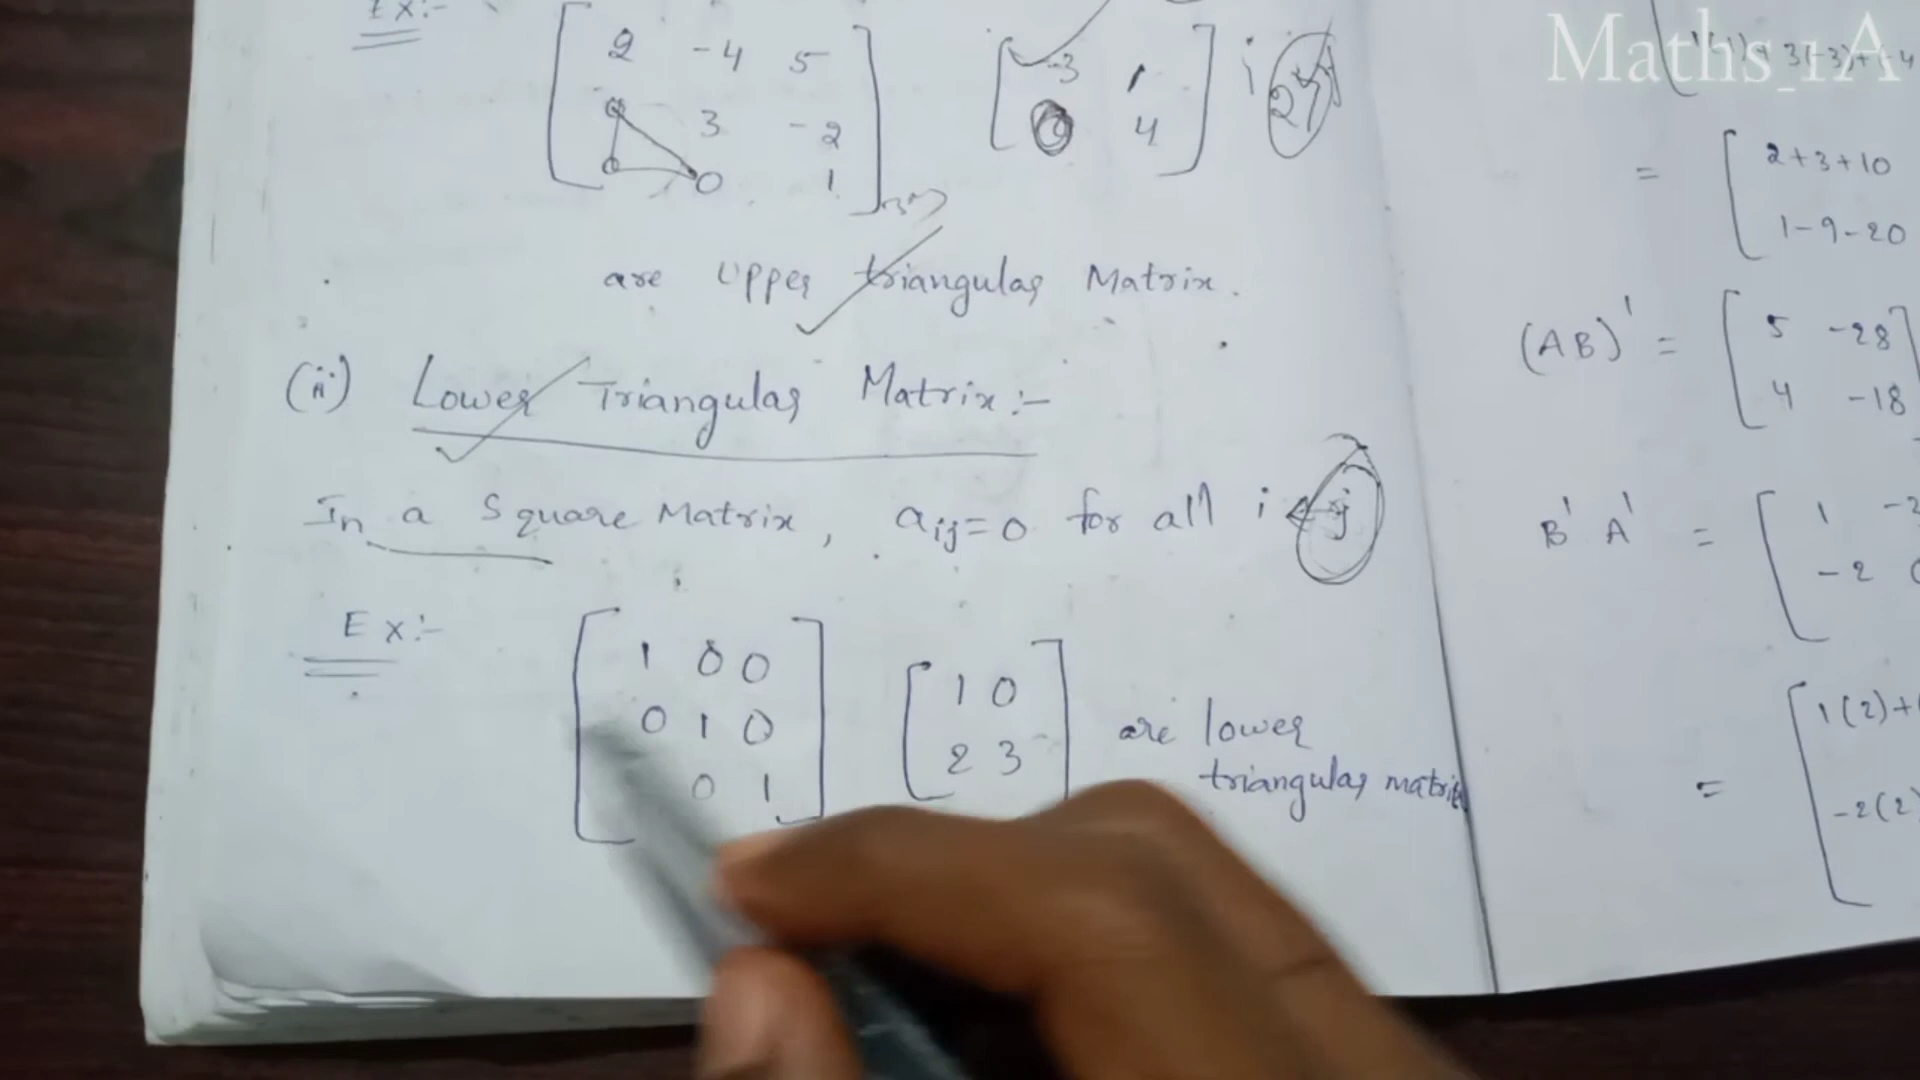 Maths_1A
Ex:-
2 -4 5
0 3 -2
0 0 1
-3 1
0 4
are Upper triangular Matrix.
(ii) Lower Triangular Matrix:-
In a Square Matrix, aij=0 for all i<j
Ex:-
1 0 0
0 1 0
0 1
1 0
2 3
are lower
triangular matrix
= 2+3+10
1-9-20
(AB)' = 5 -28
4 -18
B' A' = 1
-2
= 1(2)+
-2(2)